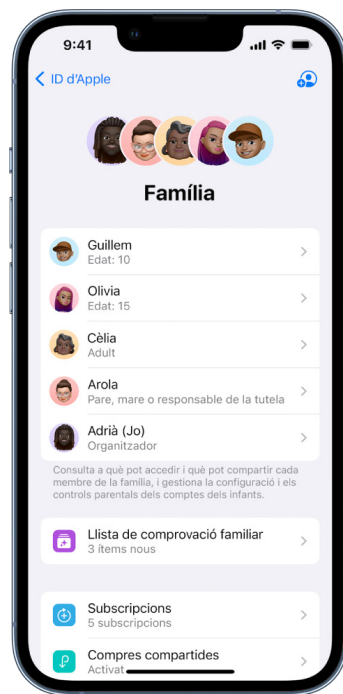 9:41
ID d'Apple
Família
Guillem
Edat: 10
Olivia
Edat: 15
Cèlia
Adult
Arola
Pare, mare o responsable de la tutela
Adrià (Jo)
Organitzador
Consulta a què pot accedir i què pot compartir cada
membre de la família, i gestiona la configuració i els
controls parentals dels comptes dels infants.
Llista de comprovació familiar
3 ítems nous
Subscripcions
5 subscripcions
Compres compartides
Activat